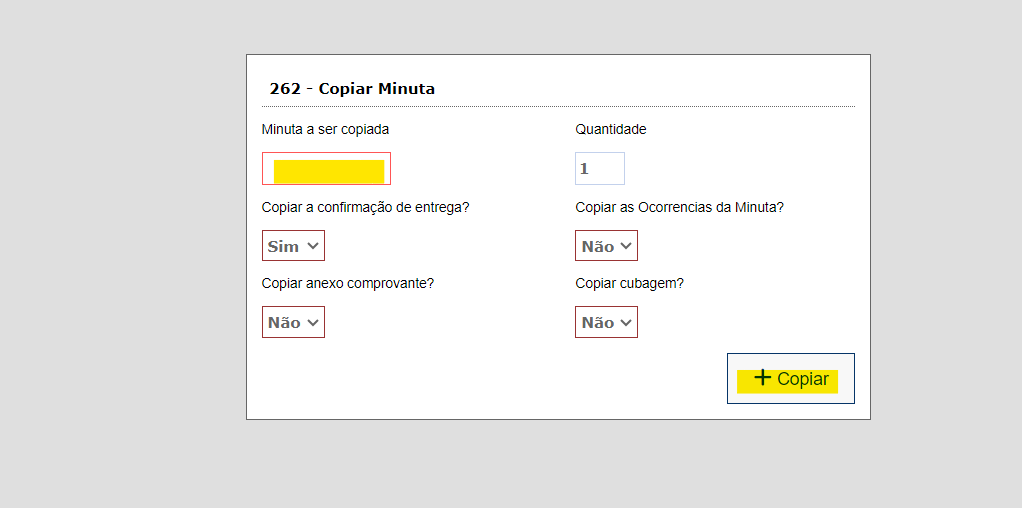 262 - Copiar Minuta
Minuta a ser copiada
Quantidade
1
Copiar a confirmação de entrega?
Copiar as Ocorrencias da Minuta?
Sim
Não
Copiar anexo comprovante?
Copiar cubagem?
Não
Não
+ Copiar